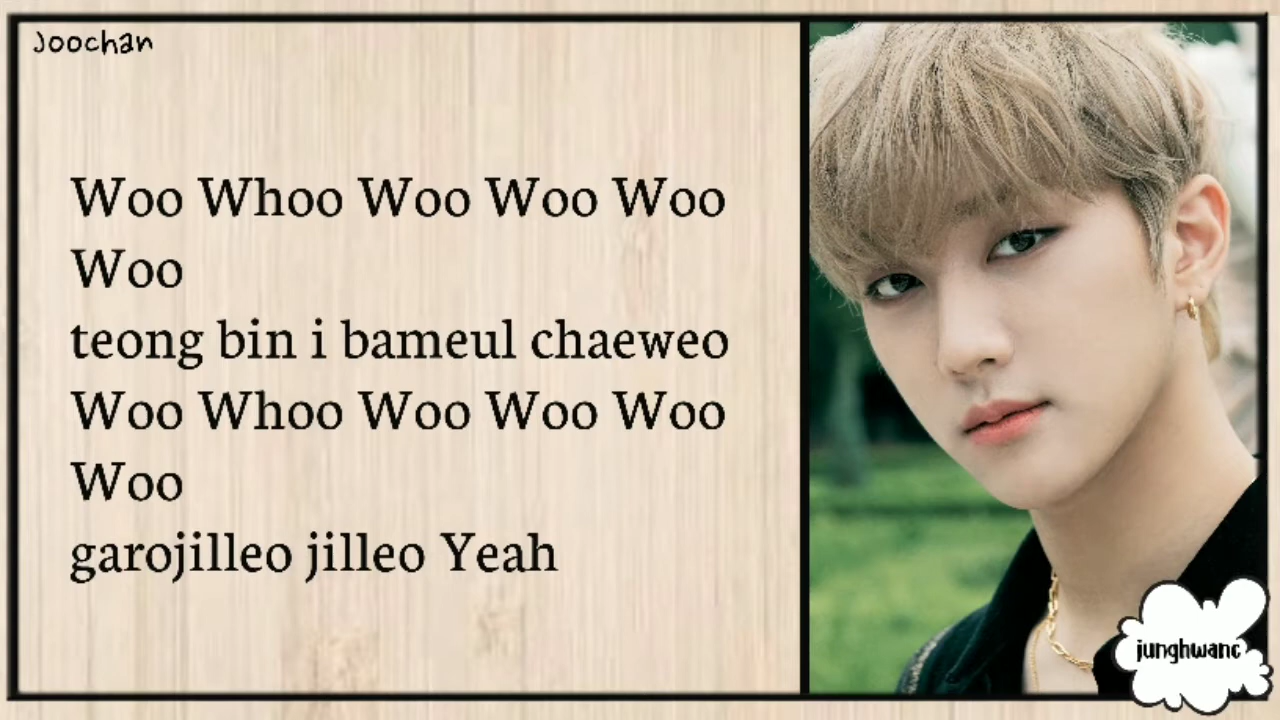 Joochan
Woo Whoo Woo Woo Woo
Woo
teong bin i bameul chaeweo
Woo Whoo Woo Woo Woo
Woo
garojilleo jilleo Yeah
junghwanc